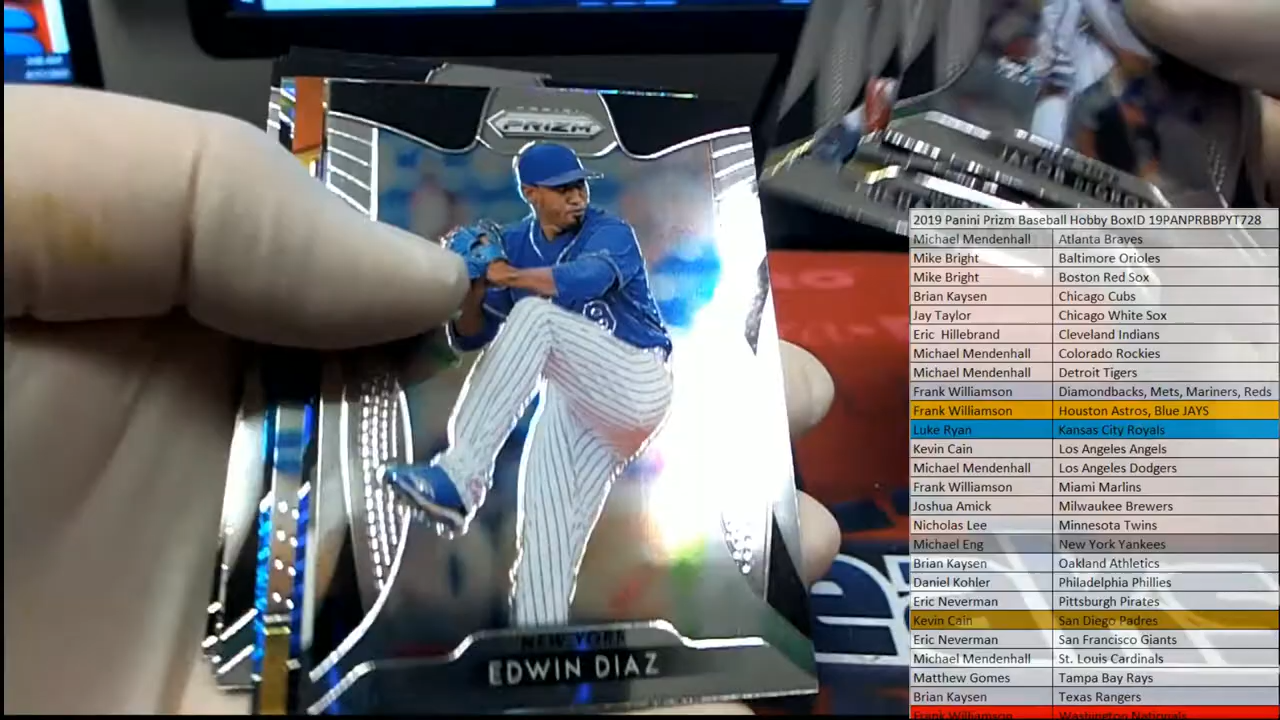 PANINI
PRIZM
NEW YORK
EDWIN DIAZ
2019 Panini Prizm Baseball Hobby BoxID 19PANPRBBPYT728
Michael Mendenhall Atlanta Braves
Mike Bright Baltimore Orioles
Mike Bright Boston Red Sox
Brian Kaysen Chicago Cubs
Jay Taylor Chicago White Sox
Eric Hillebrand Cleveland Indians
Michael Mendenhall Colorado Rockies
Michael Mendenhall Detroit Tigers
Frank Williamson Diamondbacks, Mets, Mariners, Reds
Frank Williamson Houston Astros, Blue JAYS
Luke Ryan Kansas City Royals
Kevin Cain Los Angeles Angels
Michael Mendenhall Los Angeles Dodgers
Frank Williamson Miami Marlins
Joshua Amick Milwaukee Brewers
Nicholas Lee Minnesota Twins
Michael Eng New York Yankees
Brian Kaysen Oakland Athletics
Daniel Kohler Philadelphia Phillies
Eric Neverman Pittsburgh Pirates
Kevin Cain San Diego Padres
Eric Neverman San Francisco Giants
Michael Mendenhall St. Louis Cardinals
Matthew Gomes Tampa Bay Rays
Brian Kaysen Texas Rangers
Frank Williamson Washington Nationals